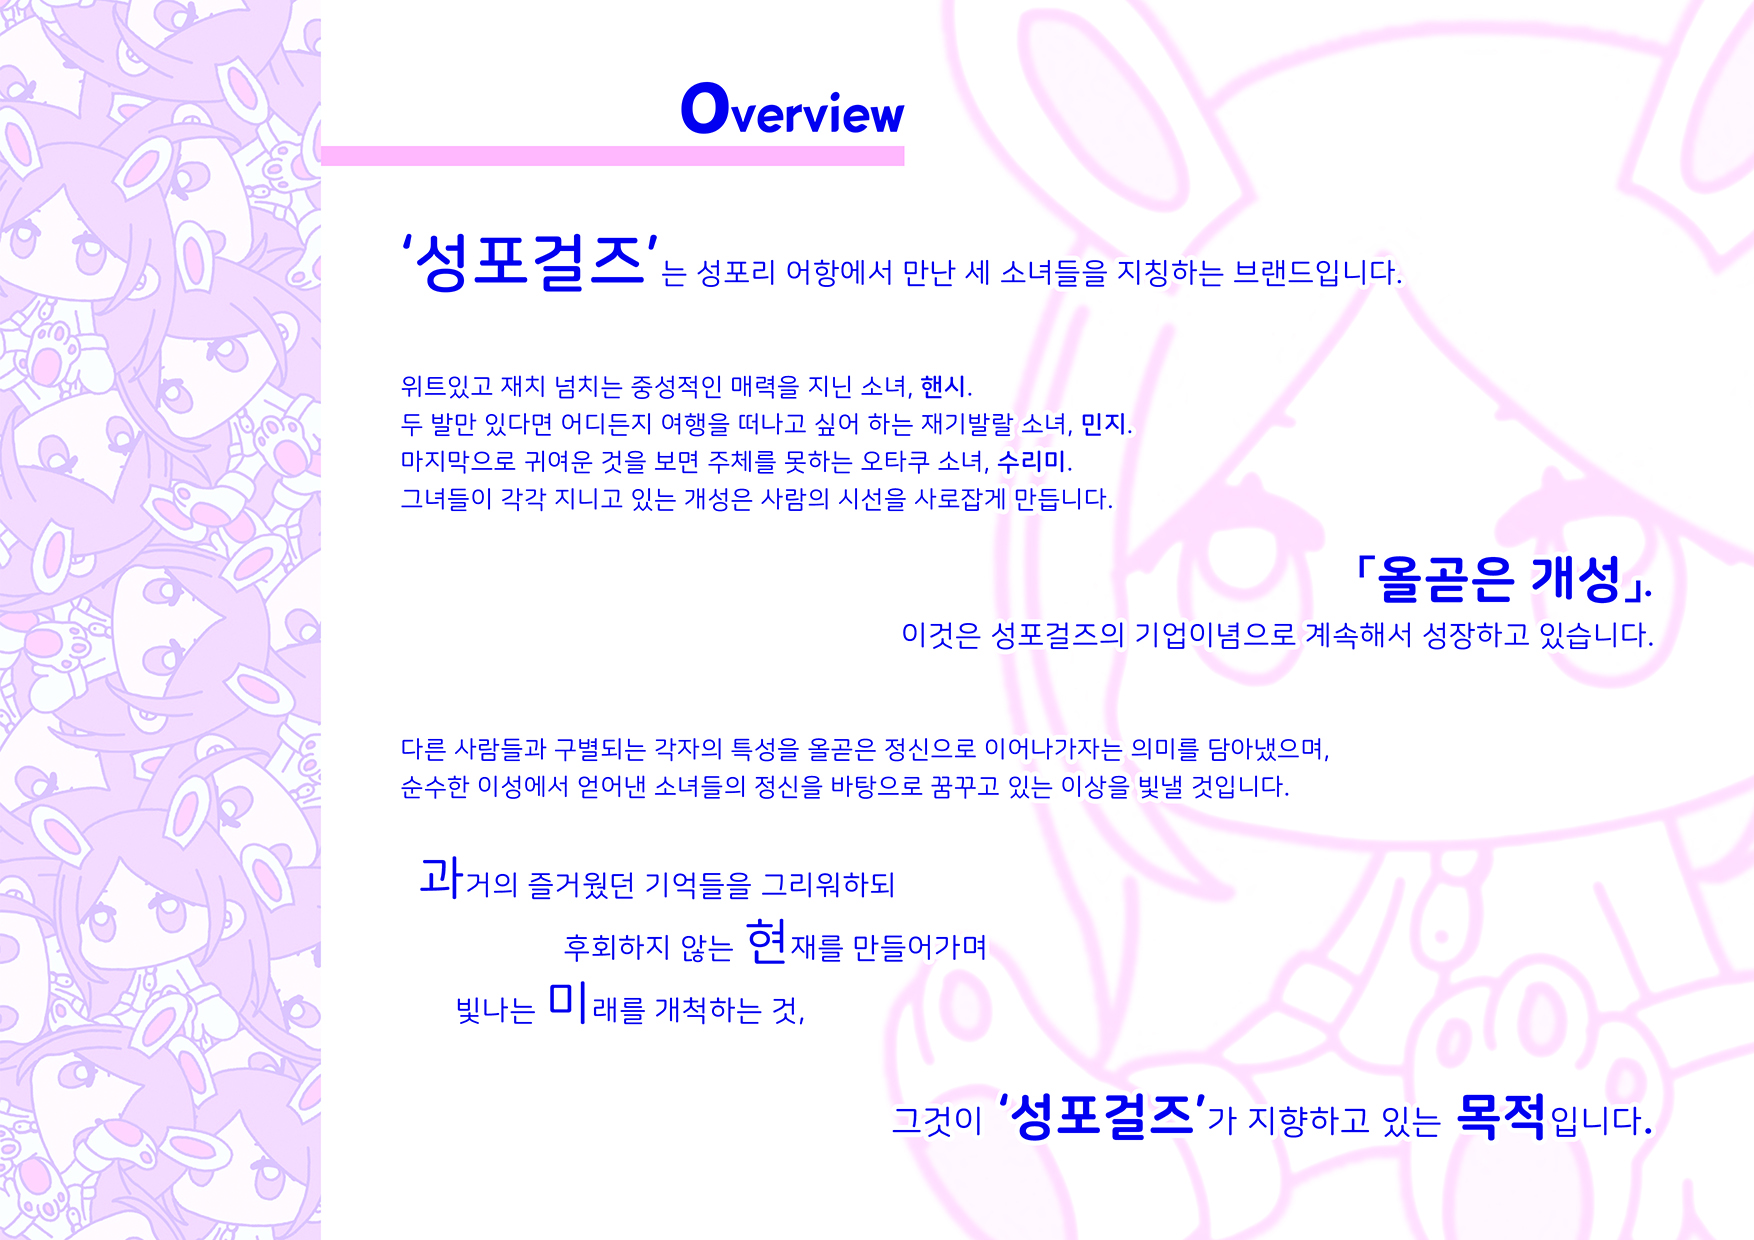 Overview
‘성포걸즈’는 성포리 어항에서 만난 세 소녀들을 지칭하는 브랜드입니다.
위트있고 재치 넘치는 중성적인 매력을 지닌 소녀, 핸시.
두 발만 있다면 어디든지 여행을 떠나고 싶어 하는 재기발랄 소녀, 민지.
마지막으로 귀여운 것을 보면 주체를 못하는 오타쿠 소녀, 수리미.
그녀들이 각각 지니고 있는 개성은 사람의 시선을 사로잡게 만듭니다.
「올곧은 개성」.
이것은 성포걸즈의 기업이념으로 계속해서 성장하고 있습니다.
다른 사람들과 구별되는 각자의 특성을 올곧은 정신으로 이어나가자는 의미를 담아냈으며,
순수한 이성에서 얻어낸 소녀들의 정신을 바탕으로 꿈꾸고 있는 이상을 빛낼 것입니다.
과거의 즐거웠던 기억들을 그리워하되
후회하지 않는 현재를 만들어가며
빛나는 미래를 개척하는 것,
그것이 ‘성포걸즈’가 지향하고 있는 목적입니다.